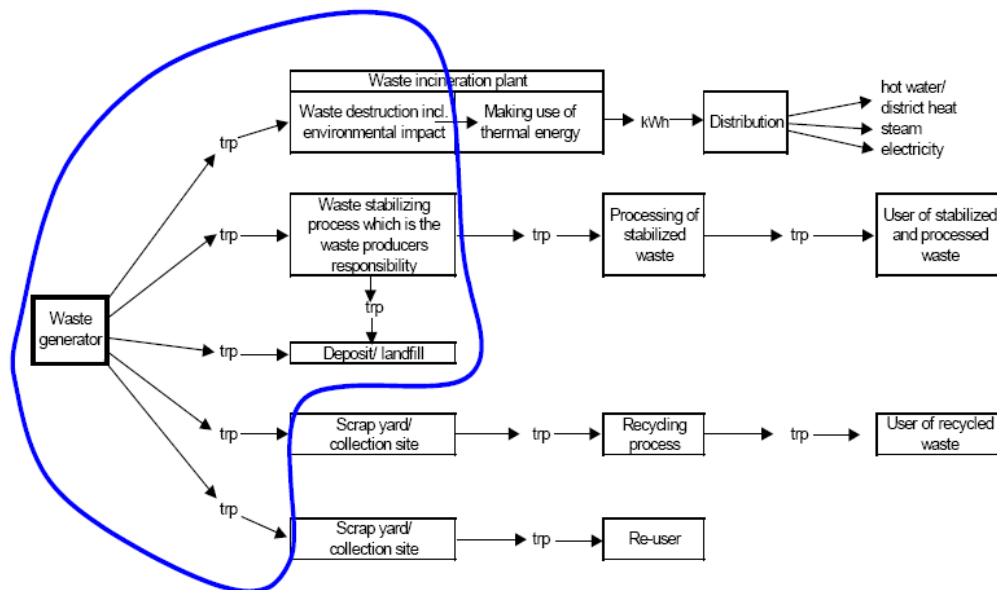 Waste incineration plant
Waste destruction incl.
environmental impact
Making use of
thermal energy
kWh
Distribution
hot water/
district heat
steam
electricity
trp
Waste stabilizing
process which is the
waste producers
responsibility
trp
trp
Processing of
stabilized
waste
trp
User of stabilized
and processed
waste
trp
Waste
generator
trp
Deposit/ landfill
trp
Scrap yard/
collection site
trp
Recycling
process
trp
User of recycled
waste
trp
Scrap yard/
collection site
trp
Re-user